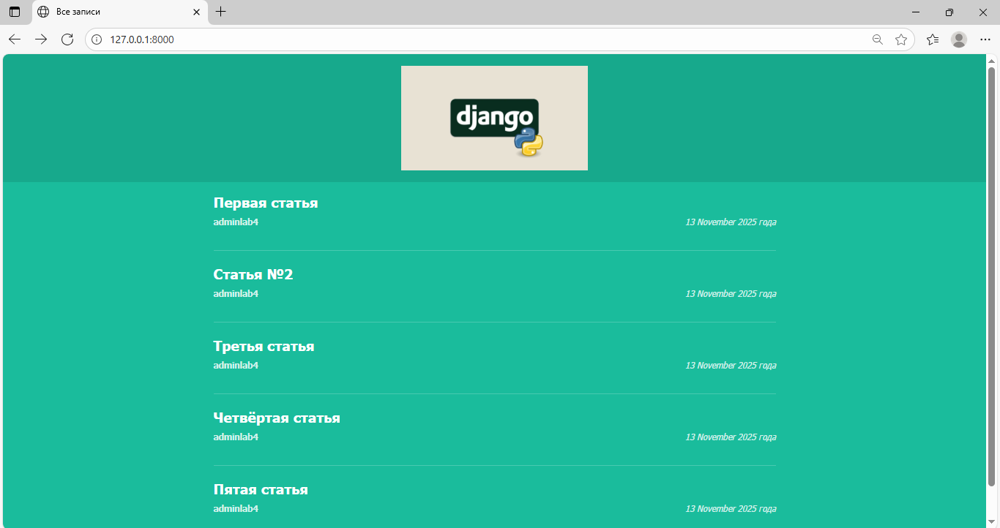 Все записи
127.0.0.1:8000
django
Первая статья
adminlab4 13 November 2025 года
Статья №2
adminlab4 13 November 2025 года
Третья статья
adminlab4 13 November 2025 года
Четвёртая статья
adminlab4 13 November 2025 года
Пятая статья
adminlab4 13 November 2025 года